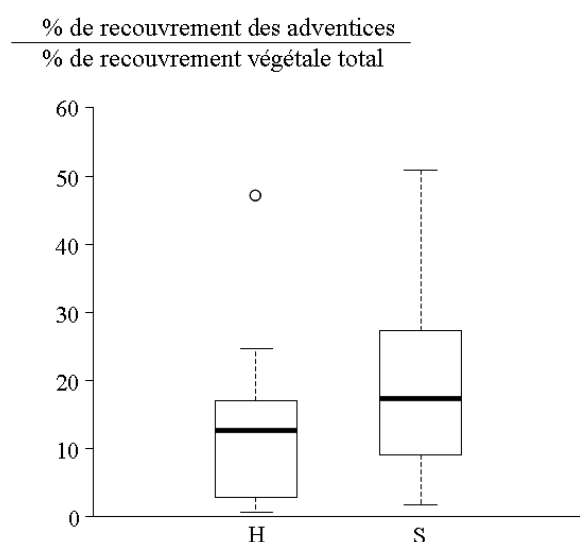 % de recouvrement des adventices
% de recouvrement végétale total
60
50
40
30
20
10
0
H
S